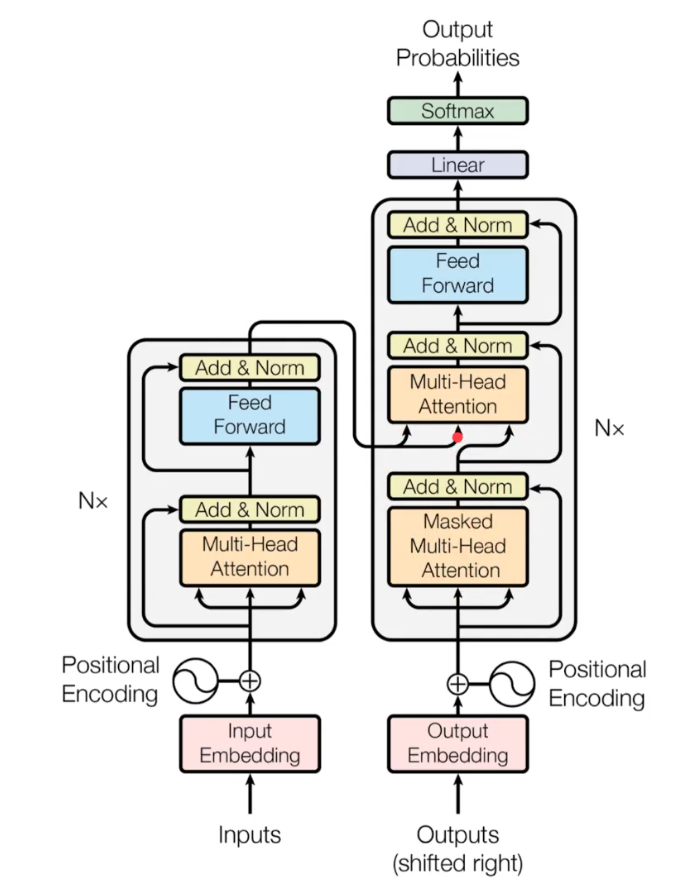 Output
Probabilities
Softmax
Linear
Add & Norm
Feed
Forward
Add & Norm
Multi-Head
Attention
N×
Add & Norm
Masked
Multi-Head
Attention
Add & Norm
Feed
Forward
N×
Add & Norm
Multi-Head
Attention
Positional
Encoding
Positional
Encoding
Input
Embedding
Output
Embedding
Inputs
Outputs
(shifted right)